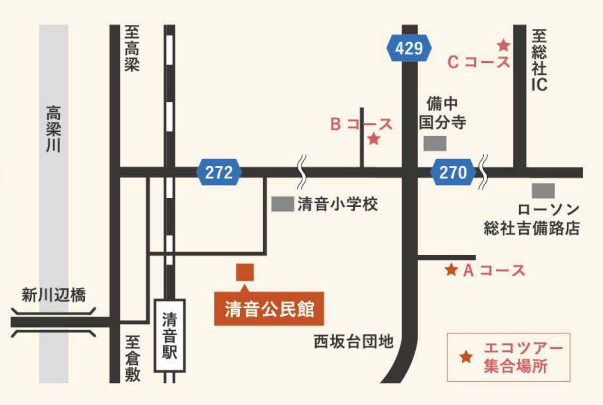 至高梁
429
Cコース
至総社IC
高梁川
Bコース
備中
国分寺
272
270
清音小学校
ローソン
総社吉備路店
Aコース
新川辺橋
清音公民館
清音駅
西坂台団地
至倉敷
エコツアー
集合場所